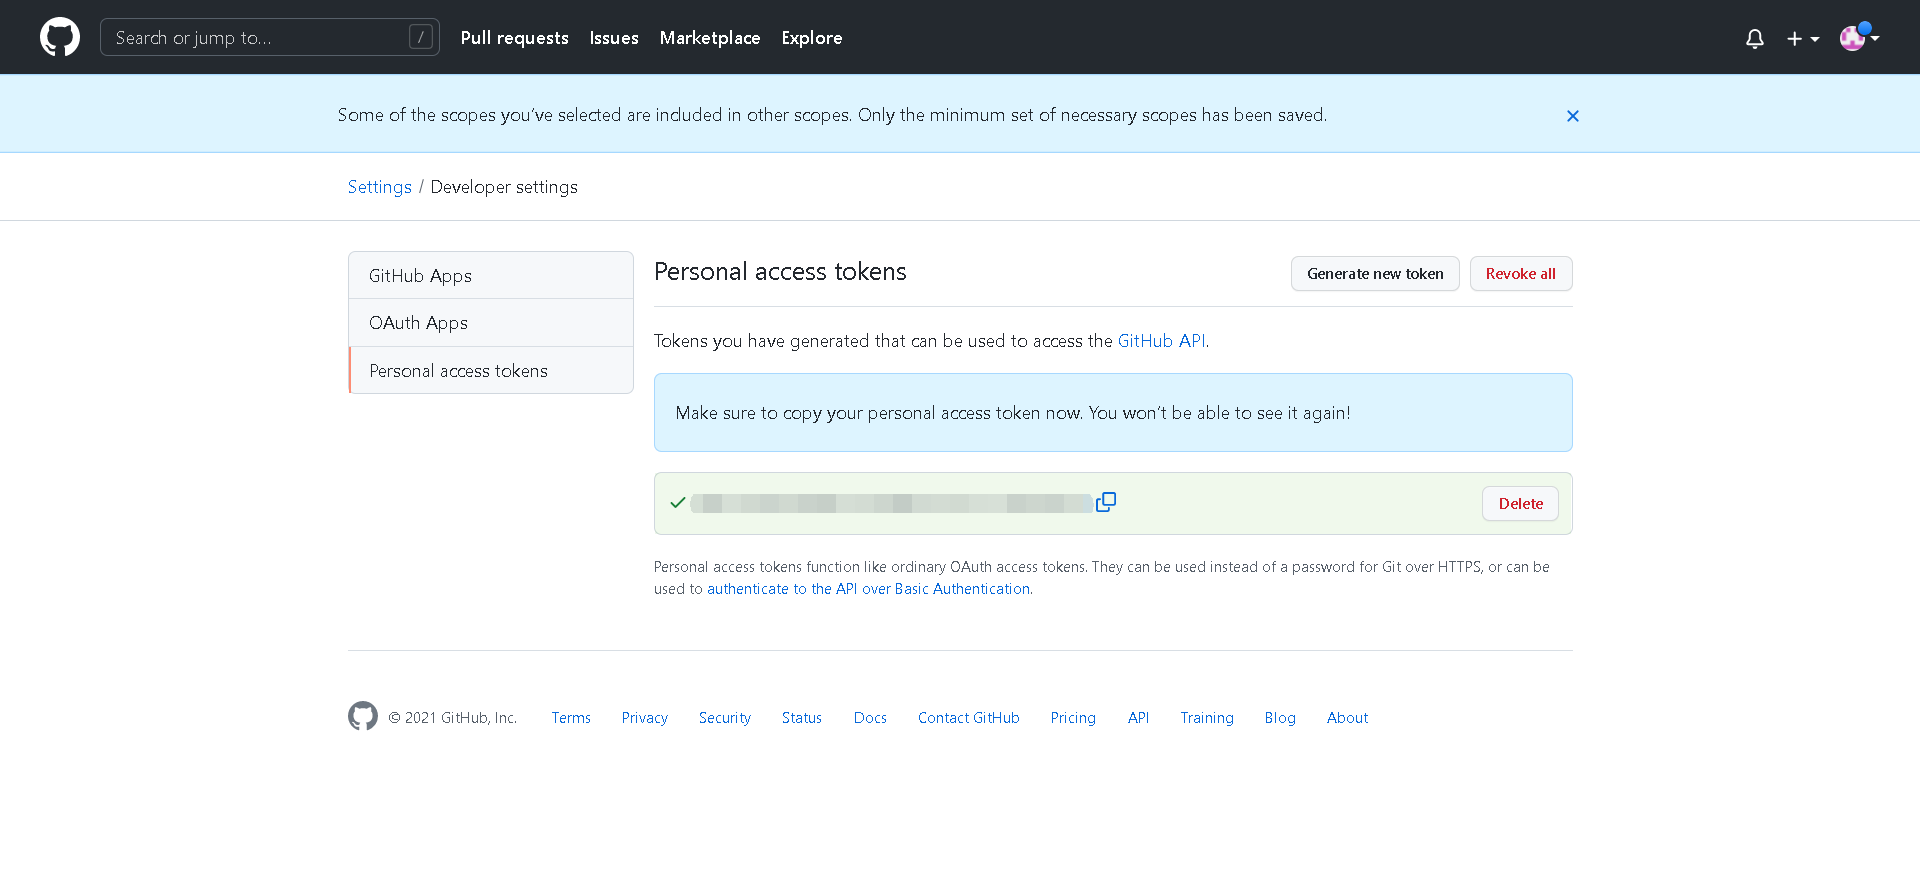 Search or jump to...
/
Pull requests
Issues
Marketplace
Explore
Some of the scopes you've selected are included in other scopes. Only the minimum set of necessary scopes has been saved.
Settings / Developer settings
GitHub Apps
OAuth Apps
Personal access tokens
Personal access tokens
Generate new token
Revoke all
Tokens you have generated that can be used to access the GitHub API.
Make sure to copy your personal access token now. You won't be able to see it again!
Delete
Personal access tokens function like ordinary OAuth access tokens. They can be used instead of a password for Git over HTTPS, or can be
used to authenticate to the API over Basic Authentication.
© 2021 GitHub, Inc.
Terms
Privacy
Security
Status
Docs
Contact GitHub
Pricing
API
Training
Blog
About